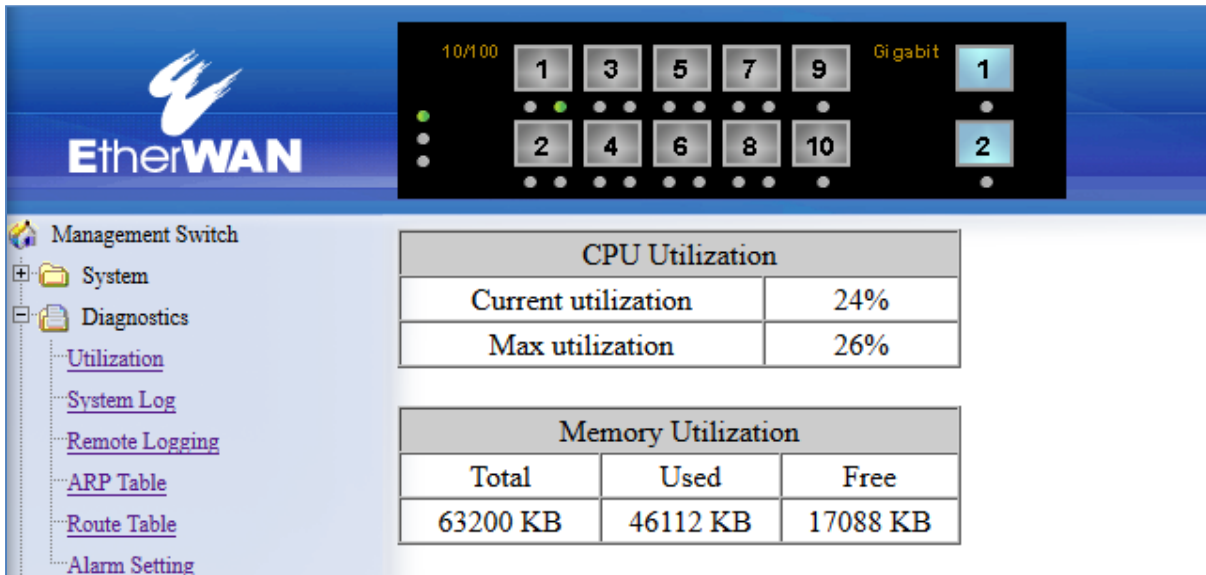 EtherWAN
10/100
1 3 5 7 9
Gigabit
1
2 4 6 8 10
2
Management Switch
System
Diagnostics
Utilization
System Log
Remote Logging
ARP Table
Route Table
Alarm Setting
CPU Utilization
Current utilization 24%
Max utilization 26%
Memory Utilization
Total Used Free
63200 KB 46112 KB 17088 KB